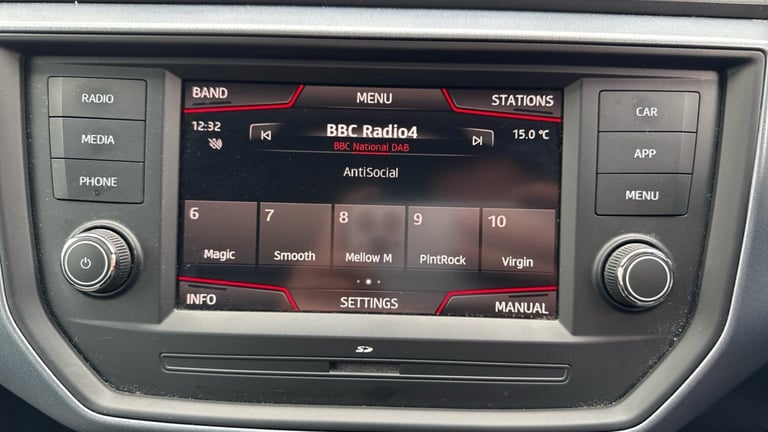 RADIO
MEDIA
PHONE
BAND
MENU
STATIONS
12:32
BBC Radio4
15.0 °C
BBC National DAB
AntiSocial
6
Magic
7
Smooth
8
Mellow M
9
PlntRock
10
Virgin
INFO
SETTINGS
MANUAL
CAR
APP
MENU
SD